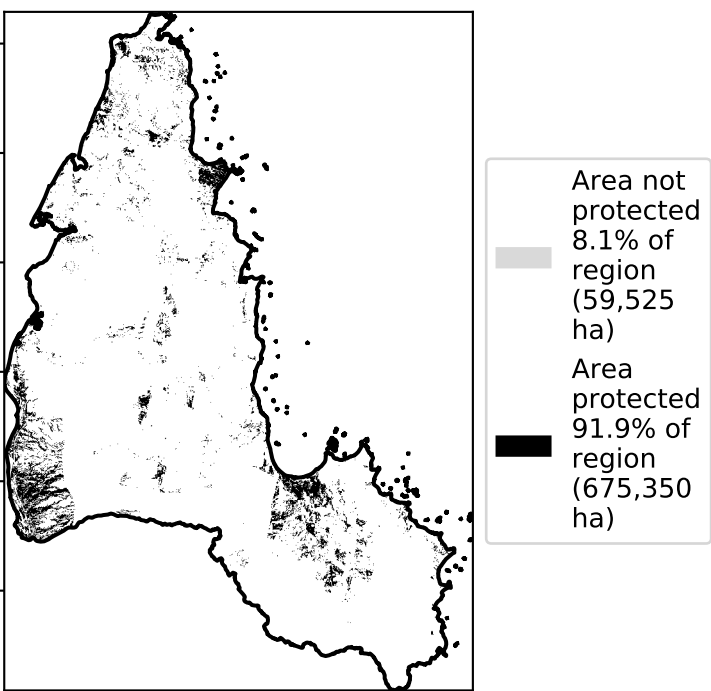 Area not
protected
8.1% of
region
(59,525
ha)
Area
protected
91.9% of
region
(675,350
ha)